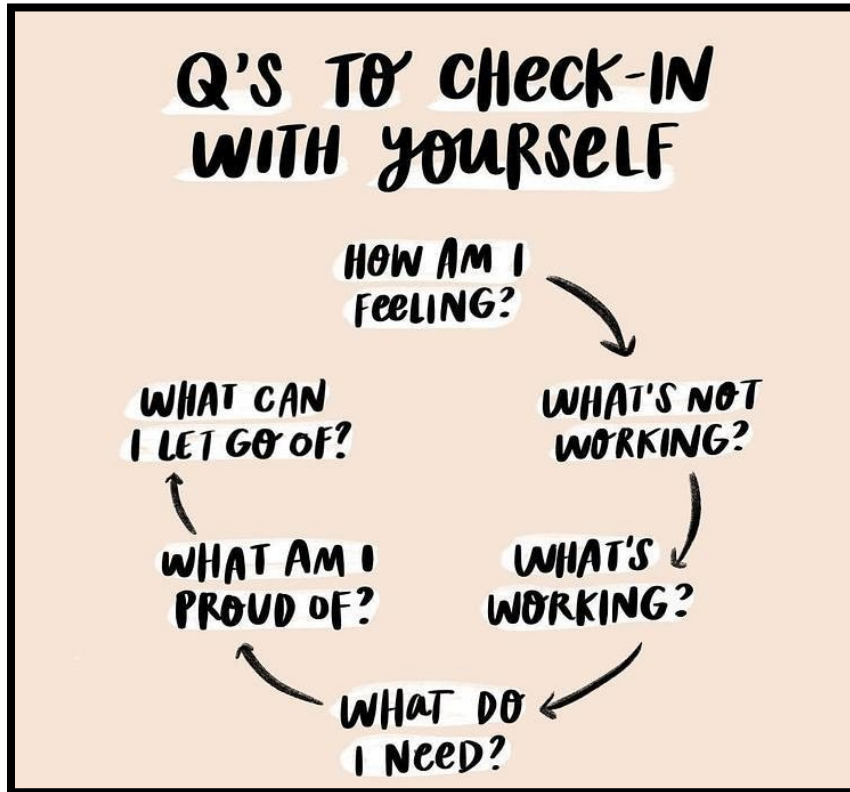 Q'S TO CHECK-IN
WITH YOURSELF
HOW AM I
FEELING?
WHAT'S NOT
WORKING?
WHAT'S
WORKING?
WHAT DO
I NEED?
WHAT AM I
PROUD OF?
WHAT CAN
I LET GO OF?